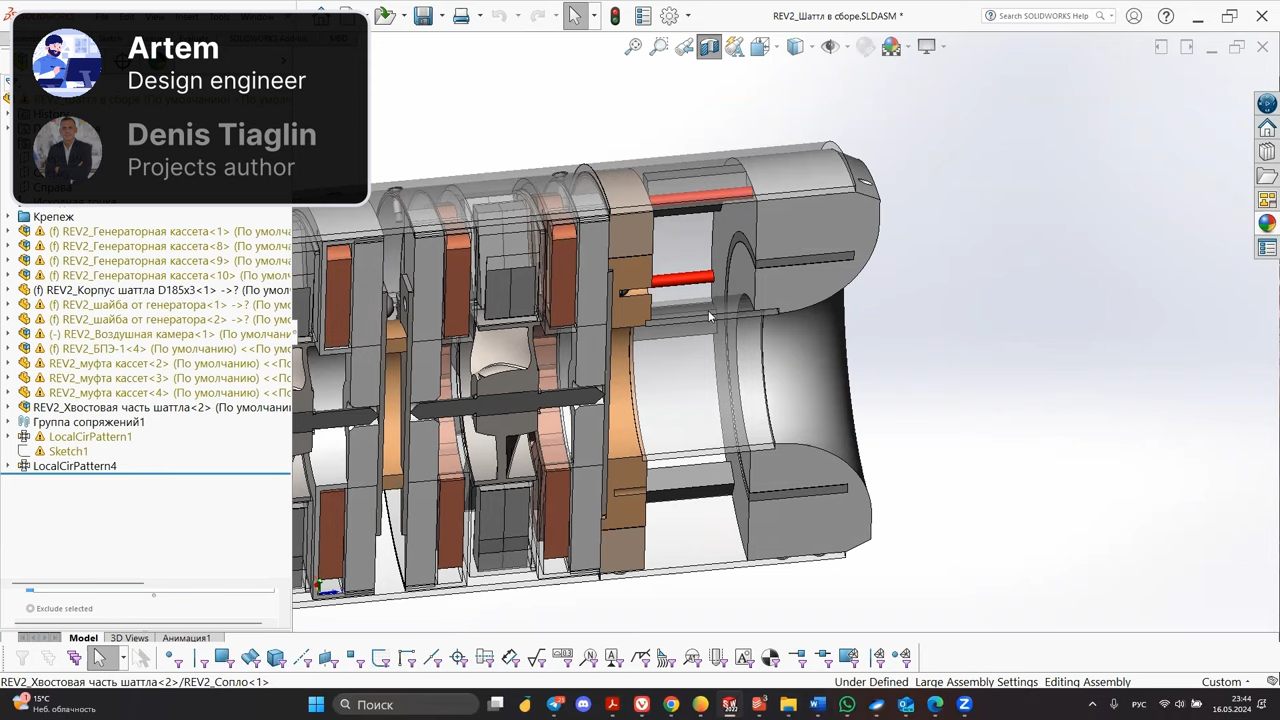 REV2_Шаттл в сборе.SLDASM *
Search SOLIDWORKS Help
Artem
Design engineer
Denis Tiaglin
Projects author
Крепеж
(f) REV2_Генераторная кассета<1> (По умолча
(f) REV2_Генераторная кассета<8> (По умолча
(f) REV2_Генераторная кассета<9> (По умолча
(f) REV2_Генераторная кассета<10> (По умолч
(f) REV2_Корпус шаттла D185x3<1> ->? (По умо
(f) REV2_шайба от генератора<1> ->? (По умо
(f) REV2_шайба от генератора<2> ->? (По умо
(-) REV2_Воздушная камера<1> (По умолчани
(f) REV2_БПЭ-1<4> (По умолчанию) <<По умо
REV2_муфта кассет<2> (По умолчанию) <<По
REV2_муфта кассет<3> (По умолчанию) <<По
REV2_муфта кассет<4> (По умолчанию) <<По
REV2_Хвостовая часть шаттла<2> (По умолчани
Группа сопряжений1
LocalCirPattern1
Sketch1
LocalCirPattern4
Exclude selected
Model 3D Views Анимация1
REV2_Хвостовая часть шаттла<2>/REV2_Сопло<1>
Under Defined Large Assembly Settings Editing Assembly Custom
15°C
Неб. облачность
Поиск
РУС
23:44
16.05.2024